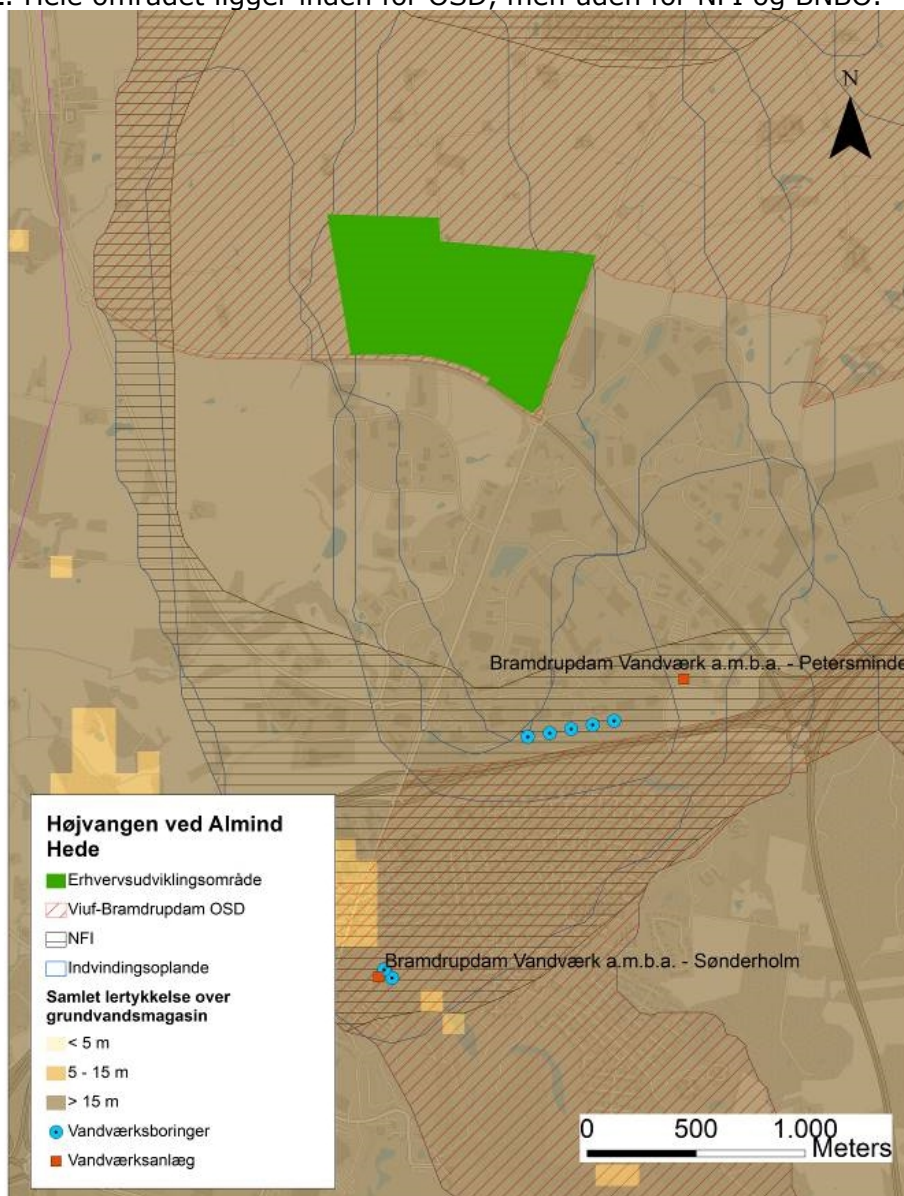 .. Hele området ligger inden for OSD, men uden for NFI og BNBO.
N
Bramdrupdam Vandværk a.m.b.a. - Petersminde
Højvangen ved Almind
Hede
Erhvervsudviklingsområde
Viuf-Bramdrupdam OSD
NFI
Indvindingsoplande
Samlet lertykkelse over
grundvandsmagasin
< 5 m
5 - 15 m
> 15 m
Vandværksboringer
Vandværksanlæg
Bramdrupdam Vandværk a.m.b.a. - Sønderholm
0 500 1.000
Meters